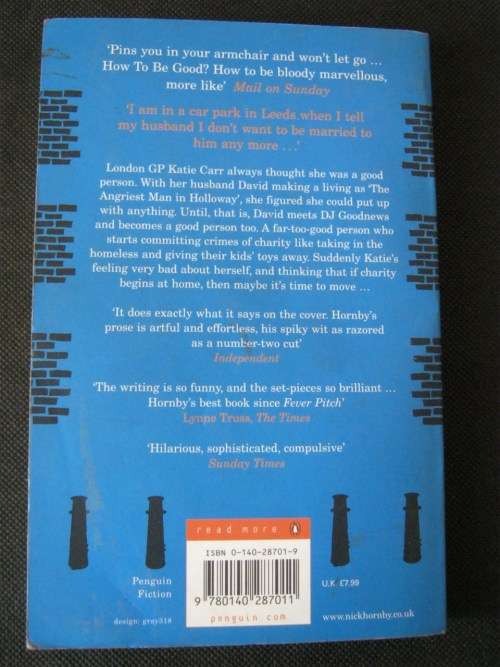 ‘Pins you in your armchair and won’t let go ...
How To Be Good? How to be bloody marvellous,
more like’ Mail on Sunday
‘I am in a car park in Leeds when I tell
my husband I don’t want to be married to
him any more ...’
London GP Katie Carr always thought she was a good
person. With her husband David making a living as ‘The
Angriest Man in Holloway’, she figured she could put up
with anything. Until, that is, David meets DJ Goodnews
and becomes a good person too. A far-too-good person who
starts committing crimes of charity like taking in the
homeless and giving their kids’ toys away. Suddenly Katie’s
feeling very bad about herself, and thinking that if charity
begins at home, then maybe it’s time to move ...
‘It does exactly what it says on the cover. Hornby’s
prose is artful and effortless, his spiky wit as razored
as a number-two cut’
Independent
‘The writing is so funny, and the set-pieces so brilliant ...
Hornby’s best book since Fever Pitch’
Lynne Truss, The Times
‘Hilarious, sophisticated, compulsive’
Sunday Times
read more
ISBN 0-140-28701-9
9 780140 287011
penguin.com
Penguin
Fiction
design: gray318
U.K. £7.99
www.nickhornby.co.uk